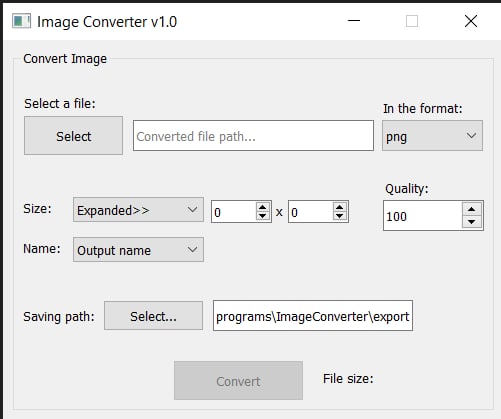 Image Converter v1.0
Convert Image
Select a file:
In the format:
Select
Converted file path...
png
Quality:
Size:
Expanded>>
0
x
0
100
Name:
Output name
Saving path:
Select...
programs\ImageConverter\export
Convert
File size: